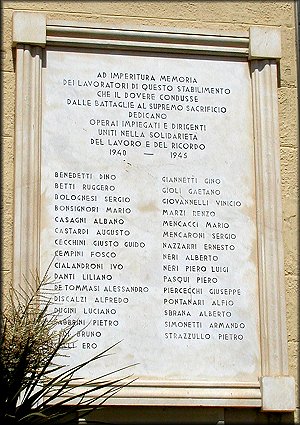 AD IMPERITURA MEMORIA
DEI LAVORATORI DI QUESTO STABILIMENTO
CHE IL DOVERE CONDUSSE
DALLE BATTAGLIE AL SUPREMO SACRIFICIO
DEDICANO
OPERAI IMPIEGATI E DIRIGENTI
UNITI NELLA SOLIDARIETÀ
DEL LAVORO E DEL RICORDO
1940 — 1945
BENEDETTI DINO
BETTI RUGGERO
BOLOGNESI SERGIO
BONSIGNORI MARIO
CASAGNI ALBANO
CASTARDI AUGUSTO
CECCHINI GIUSTO GUIDO
CEMPINI FOSCO
CIALANDRONI IVO
DANTI LILIANO
DE TOMMASI ALESSANDRO
DISCALZI ALFREDO
LUCIANO
PIETRO
BRUNO
ERO
GIANNETTI GINO
GIOLI GAETANO
GIOVANNELLI VINICIO
MARZI RENZO
MENCACCI MARIO
MENCARONI SERGIO
NAZZARRI ERNESTO
NERI ALBERTO
NERI PIERO LUIGI
PASQUI PIERO
PIERCECCHI GIUSEPPE
PONTANARI ALFIO
SBRANA ALBERTO
SIMONETTI ARMANDO
STRAZZULLO PIETRO